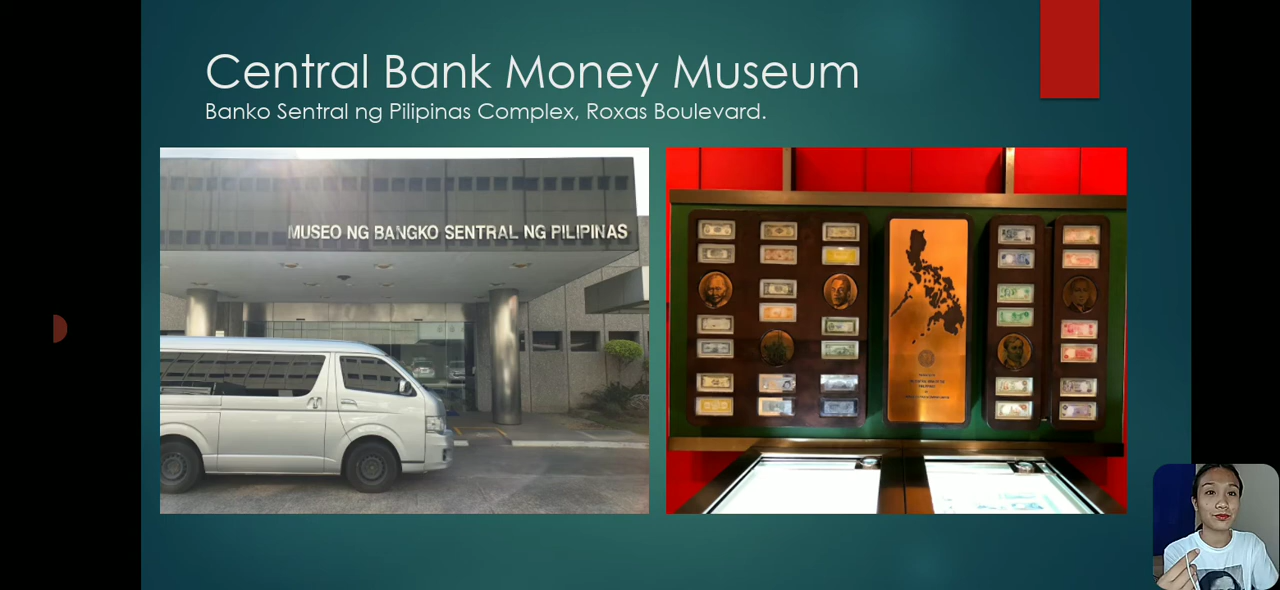 Central Bank Money Museum
Banko Sentral ng Pilipinas Complex, Roxas Boulevard.
MUSEO NG BANGKO SENTRAL NG PILIPINAS